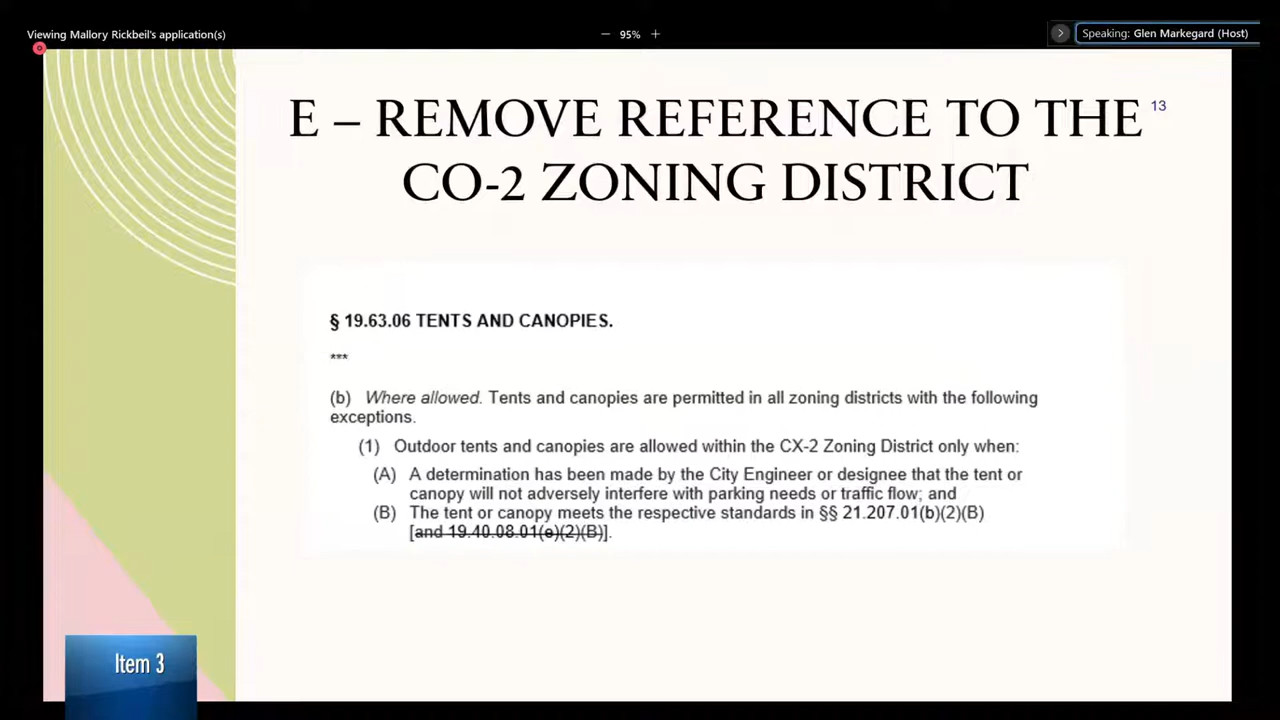 Viewing Mallory Rickbeil's application(s)
− 95% +
Speaking: Glen Markegard (Host)
E – REMOVE REFERENCE TO THE
CO-2 ZONING DISTRICT
13
§ 19.63.06 TENTS AND CANOPIES.
***
(b) Where allowed. Tents and canopies are permitted in all zoning districts with the following
exceptions.
(1) Outdoor tents and canopies are allowed within the CX-2 Zoning District only when:
(A) A determination has been made by the City Engineer or designee that the tent or
canopy will not adversely interfere with parking needs or traffic flow; and
(B) The tent or canopy meets the respective standards in §§ 21.207.01(b)(2)(B)
[and 19.40.08.01(e)(2)(B)].
Item 3